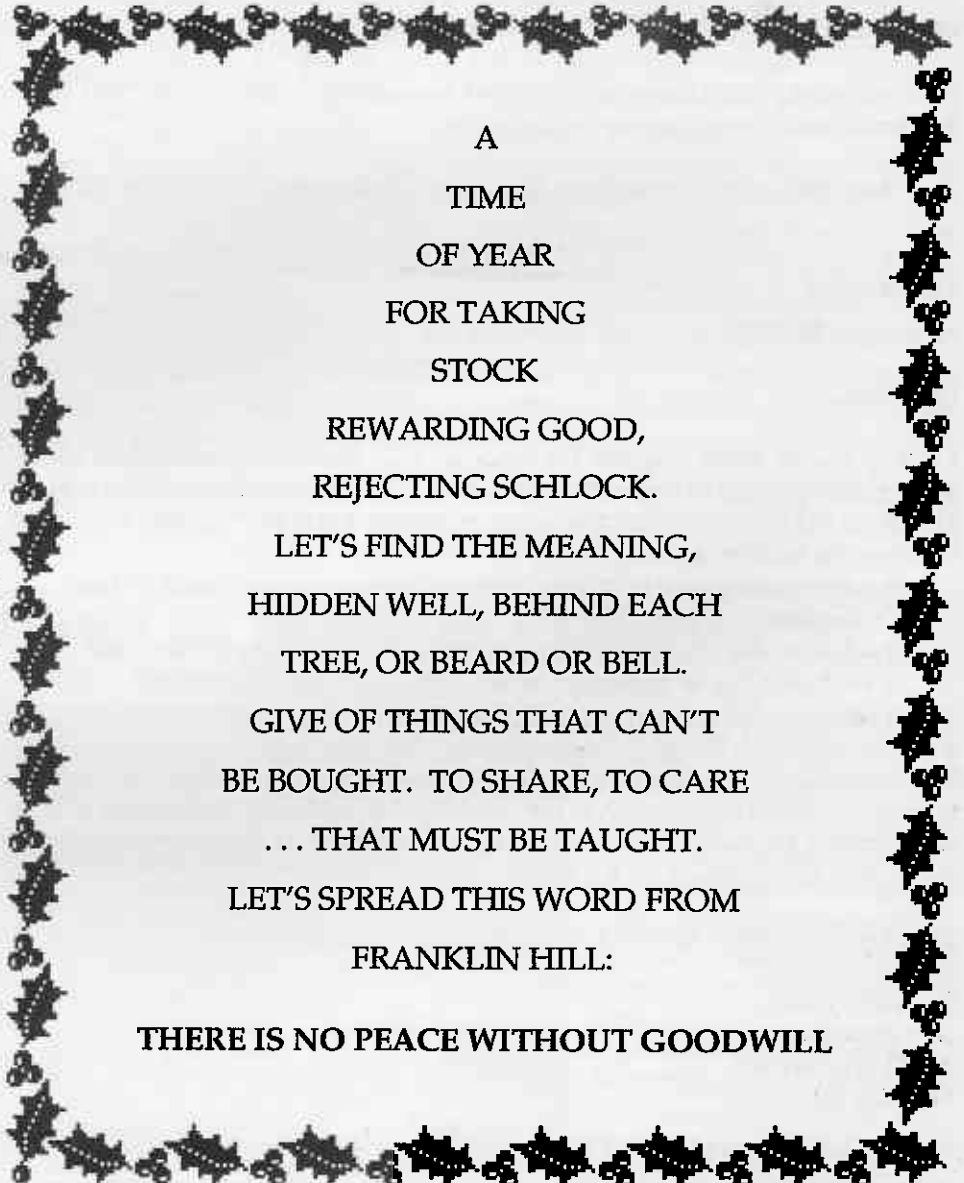 A
TIME
OF YEAR
FOR TAKING
STOCK
REWARDING GOOD,
REJECTING SCHLOCK.
LET'S FIND THE MEANING,
HIDDEN WELL, BEHIND EACH
TREE, OR BEARD OR BELL.
GIVE OF THINGS THAT CAN'T
BE BOUGHT. TO SHARE, TO CARE
. . . THAT MUST BE TAUGHT.
LET'S SPREAD THIS WORD FROM
FRANKLIN HILL:
THERE IS NO PEACE WITHOUT GOODWILL